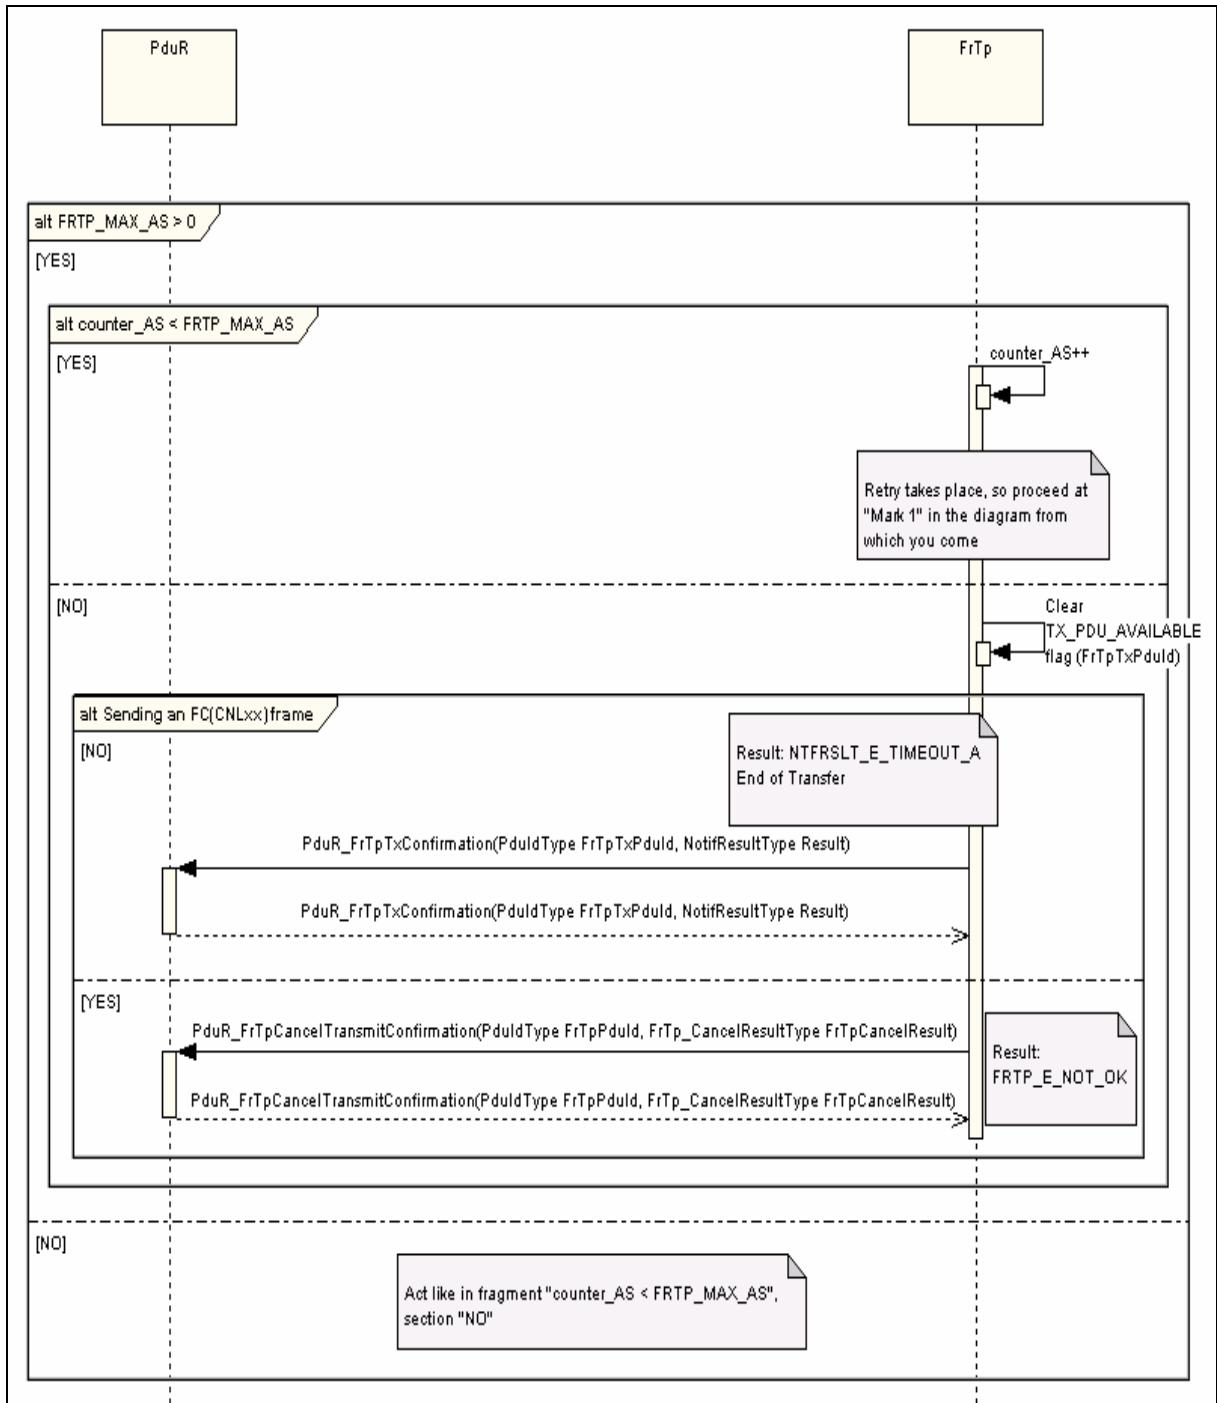 PduR
FrTp
alt FRTP_MAX_AS > 0
[YES]
alt counter_AS < FRTP_MAX_AS
[YES]
counter_AS++
Retry takes place, so proceed at
"Mark 1" in the diagram from
which you come
[NO]
Clear
TX_PDU_AVAILABLE
flag (FrTpTxPduId)
alt Sending an FC(CNLxx)frame
[NO]
Result: NTFRSLT_E_TIMEOUT_A
End of Transfer
PduR_FrTpTxConfirmation(PduIdType FrTpTxPduId, NotifResultType Result)
PduR_FrTpTxConfirmation(PduIdType FrTpTxPduId, NotifResultType Result)
[YES]
PduR_FrTpCancelTransmitConfirmation(PduIdType FrTpPduId, FrTp_CancelResultType FrTpCancelResult)
Result:
FRTP_E_NOT_OK
PduR_FrTpCancelTransmitConfirmation(PduIdType FrTpPduId, FrTp_CancelResultType FrTpCancelResult)
[NO]
Act like in fragment "counter_AS < FRTP_MAX_AS",
section "NO"